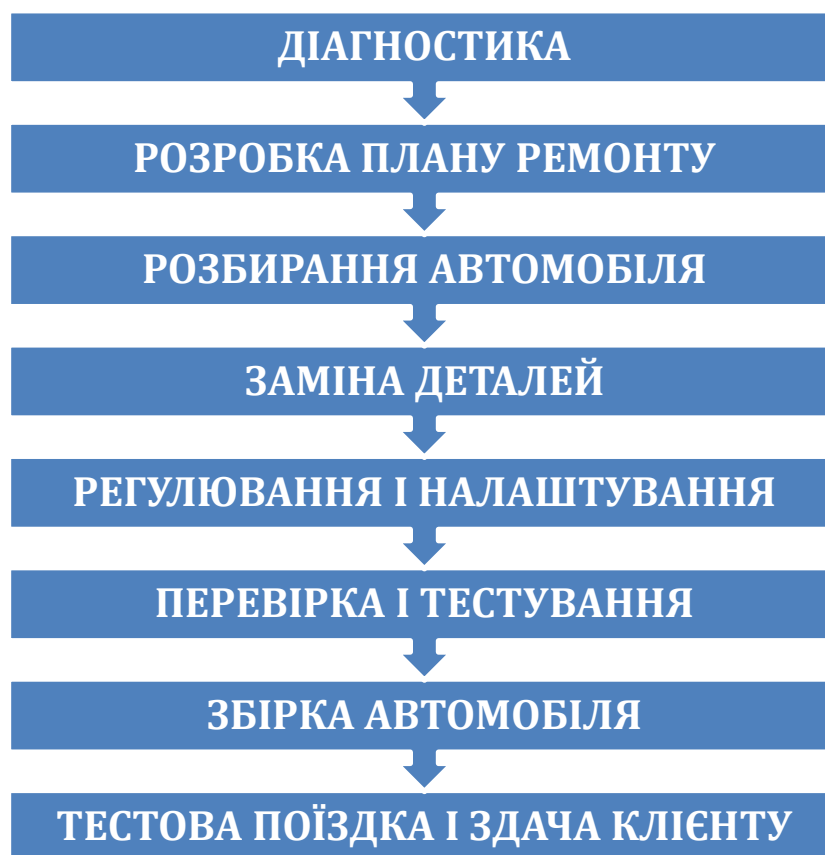 ДІАГНОСТИКА
РОЗРОБКА ПЛАНУ РЕМОНТУ
РОЗБИРАННЯ АВТОМОБІЛЯ
ЗАМІНА ДЕТАЛЕЙ
РЕГУЛЮВАННЯ І НАЛАШТУВАННЯ
ПЕРЕВІРКА І ТЕСТУВАННЯ
ЗБІРКА АВТОМОБІЛЯ
ТЕСТОВА ПОЇЗДКА І ЗДАЧА КЛІЄНТУ